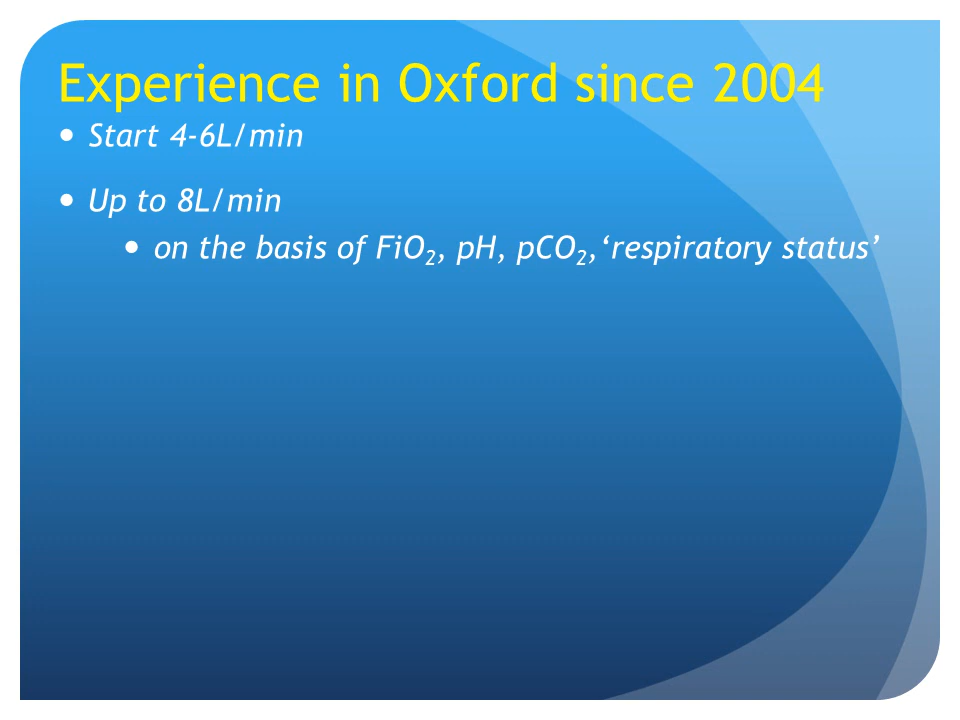 Experience in Oxford since 2004
• Start 4-6L/min
• Up to 8L/min
• on the basis of FiO₂, pH, pCO₂,‘respiratory status’